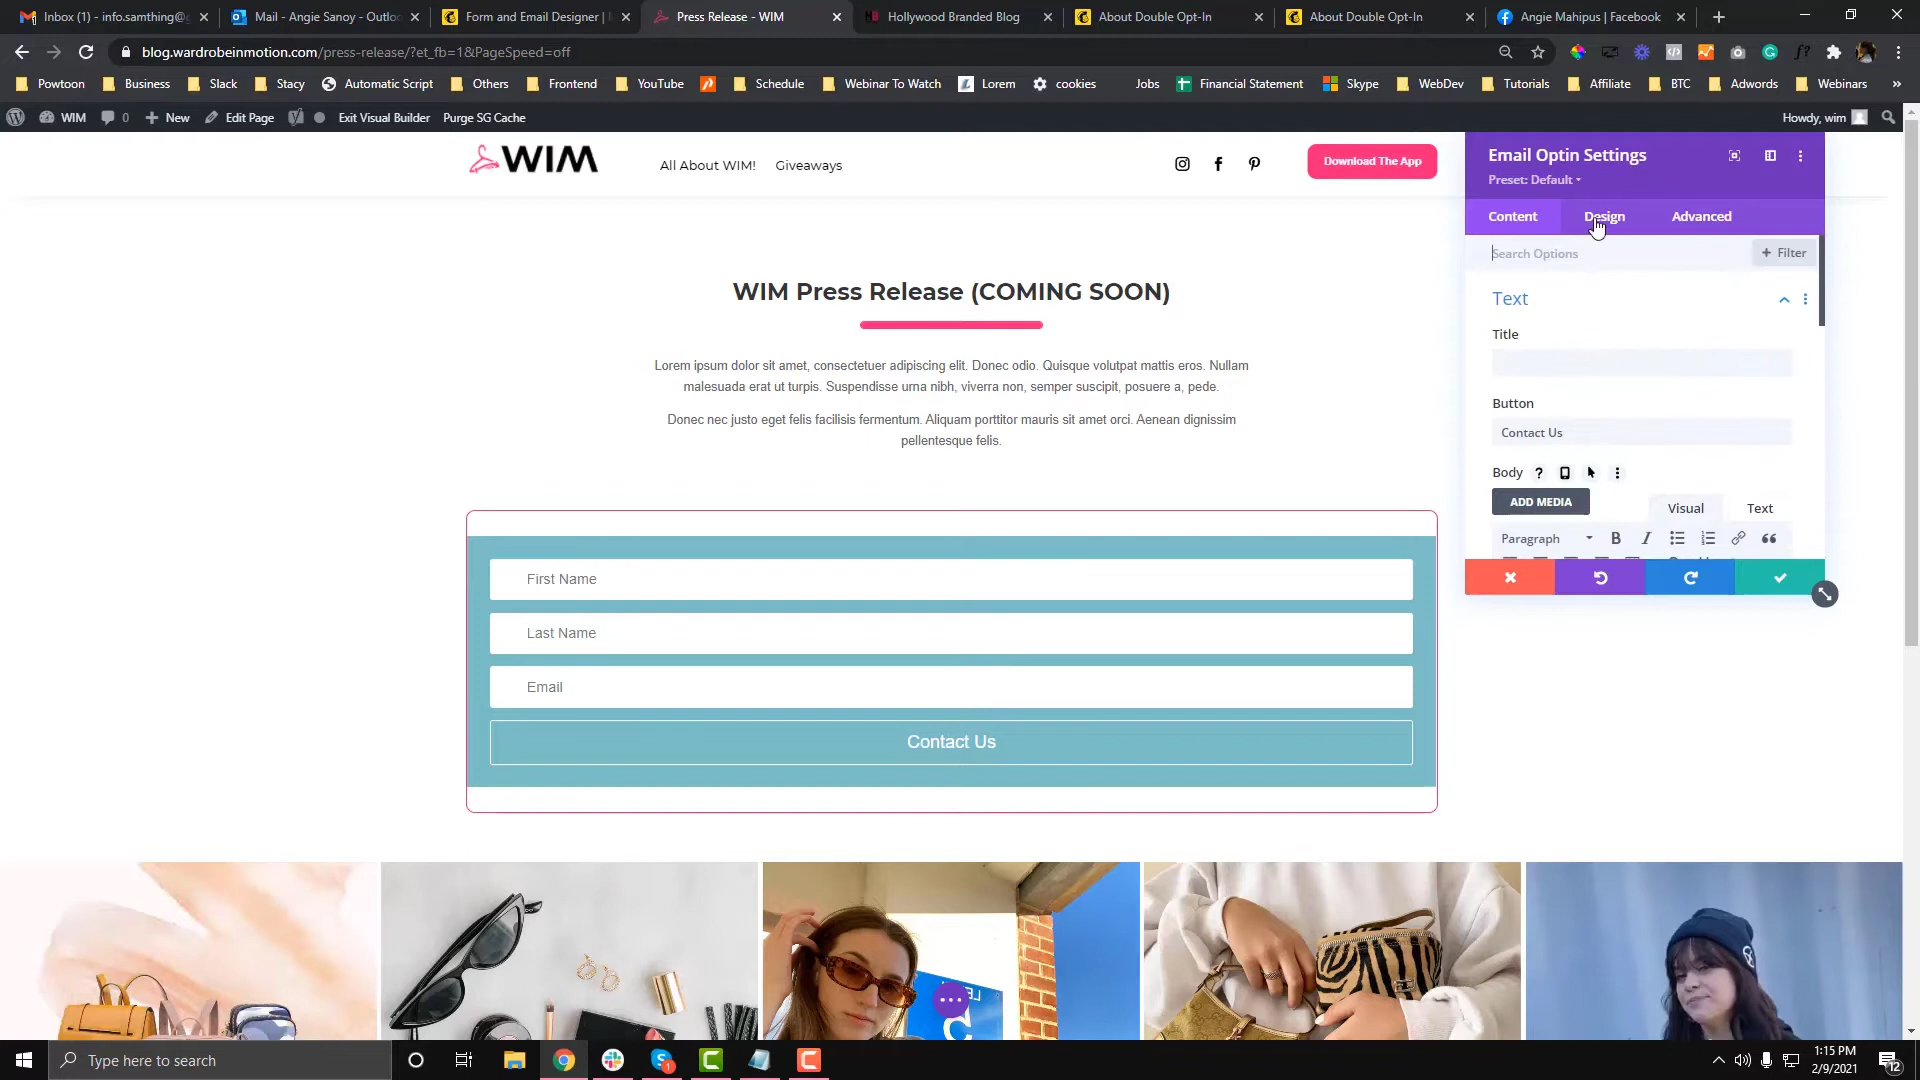 Inbox (1) - info.samthing@g
Mail - Angie Sanoy - Outlo
Form and Email Designer |
Press Release - WIM
Hollywood Branded Blog
About Double Opt-In
About Double Opt-In
Angie Mahipus | Facebook
blog.wardrobeinmotion.com/press-release/?et_fb=1&PageSpeed=off
Powtoon
Business
Slack
Stacy
Automatic Script
Others
Frontend
YouTube
Schedule
Webinar To Watch
L Lorem
cookies
Jobs
Financial Statement
Skype
WebDev
Tutorials
Affiliate
BTC
Adwords
Webinars
»
WIM
0
New
Edit Page
Exit Visual Builder
Purge SG Cache
Howdy, wim
WIM
All About WIM!
Giveaways
Download The App
WIM Press Release (COMING SOON)
Lorem ipsum dolor sit amet, consectetuer adipiscing elit. Donec odio. Quisque volutpat mattis eros. Nullam
malesuada erat ut turpis. Suspendisse urna nibh, viverra non, semper suscipit, posuere a, pede.
Donec nec justo eget felis facilisis fermentum. Aliquam porttitor mauris sit amet orci. Aenean dignissim
pellentesque felis.
First Name
Last Name
Email
Contact Us
Email Optin Settings
Preset: Default
Content
Design
Advanced
Search Options
+ Filter
Text
Title
Button
Contact Us
Body ?
ADD MEDIA
Visual
Text
Paragraph
B
I
Type here to search
1
1:15 PM
2/9/2021
12